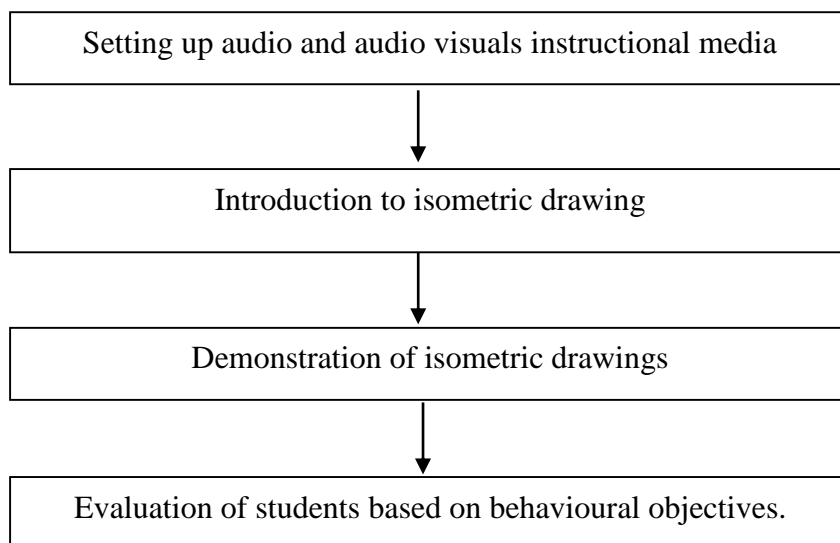 Setting up audio and audio visuals instructional media
Introduction to isometric drawing
Demonstration of isometric drawings
Evaluation of students based on behavioural objectives.